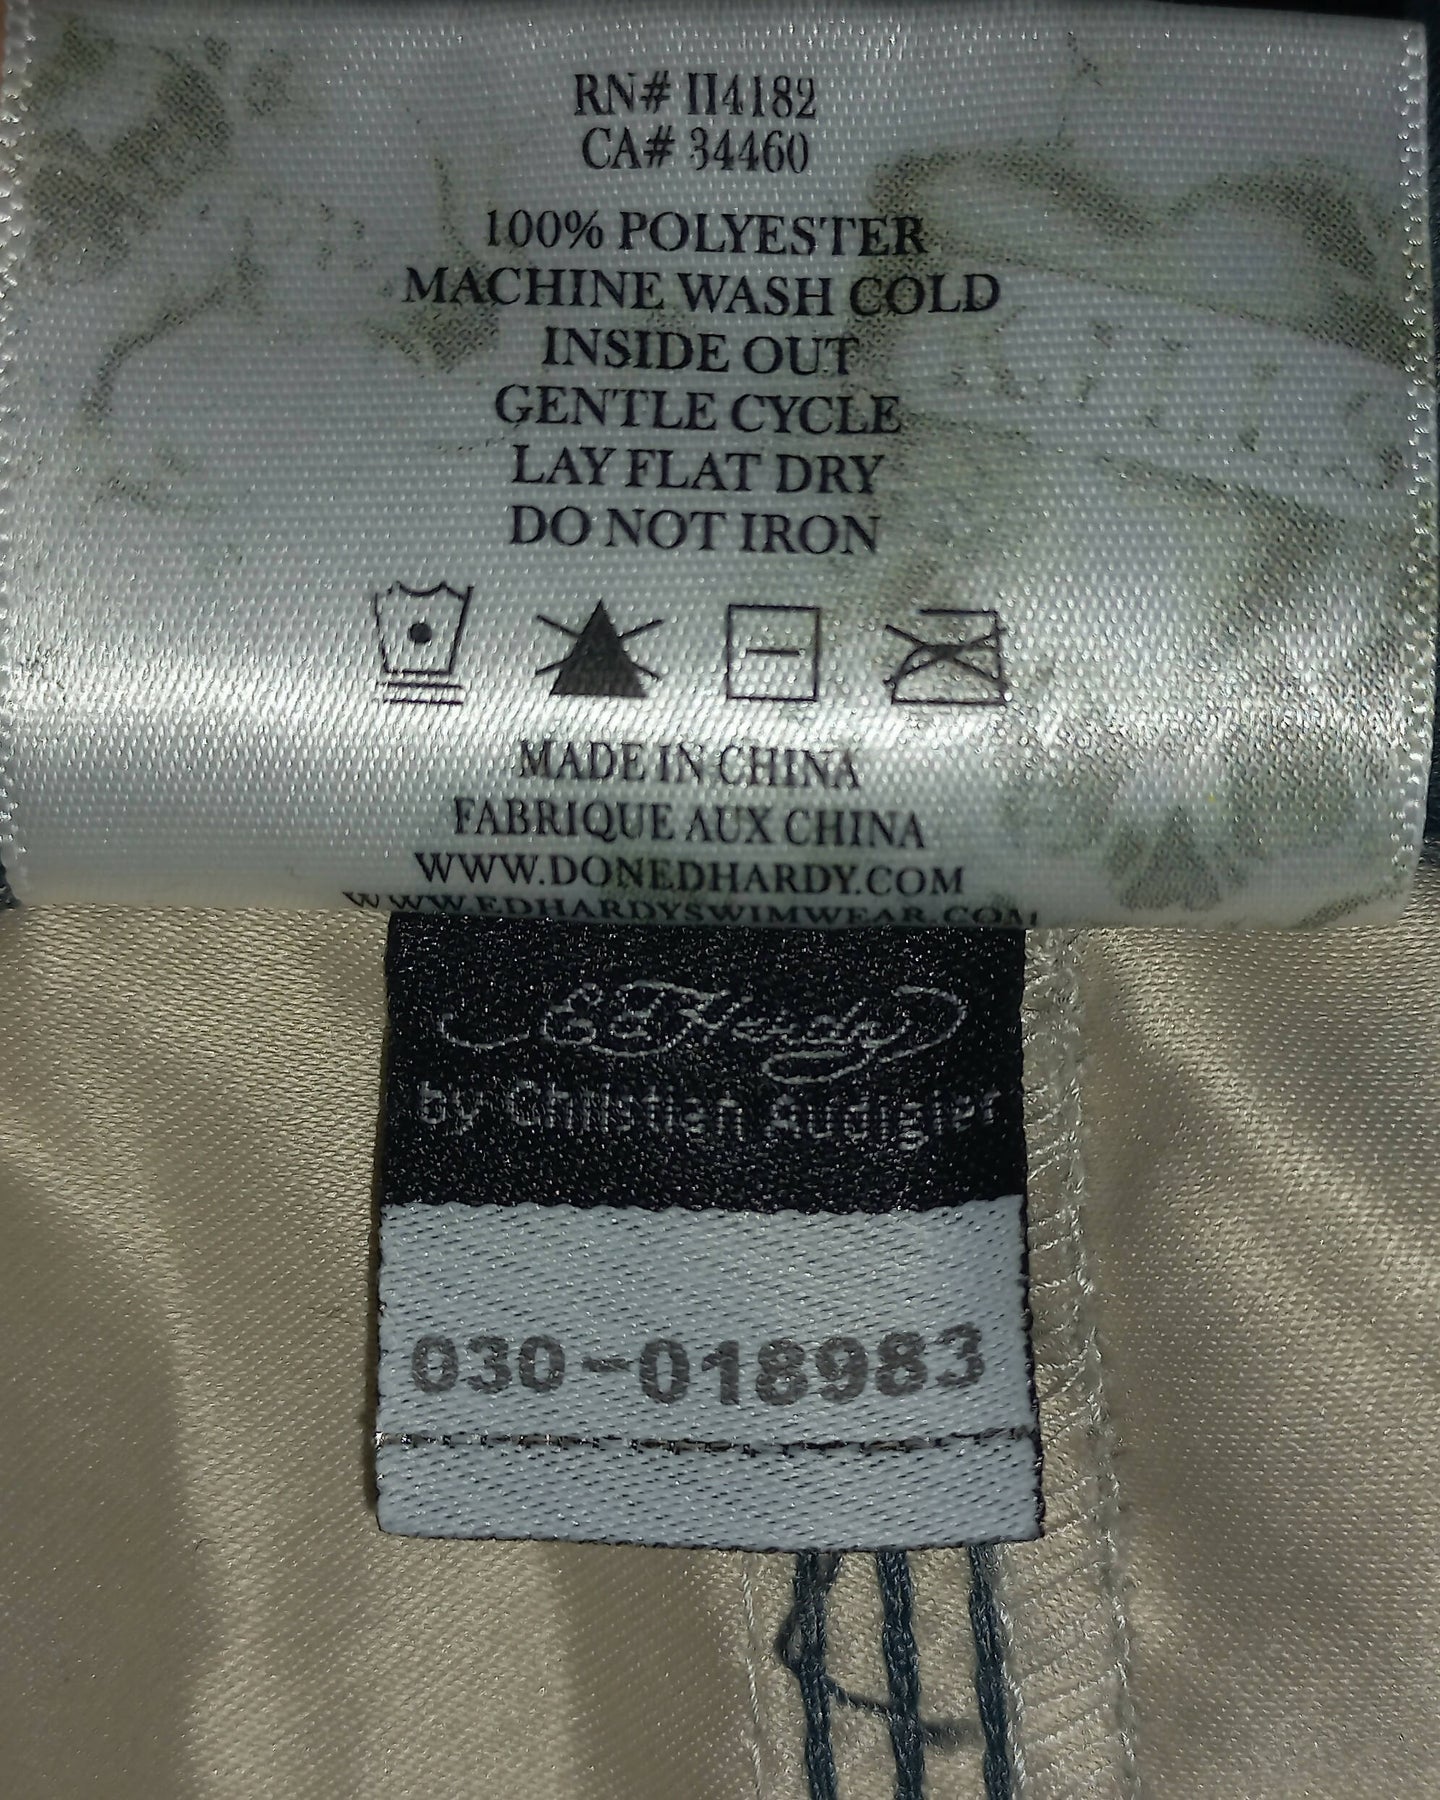 RN# 114182
CA# 34460
100% POLYESTER
MACHINE WASH COLD
INSIDE OUT
GENTLE CYCLE
LAY FLAT DRY
DO NOT IRON
MADE IN CHINA
FABRIQUE AUX CHINA
WWW.DONEDHARDY.COM
WWW.EDHARDYSWIMWEAR.COM
Ed Hardy
by Christian Audigier
030-018983